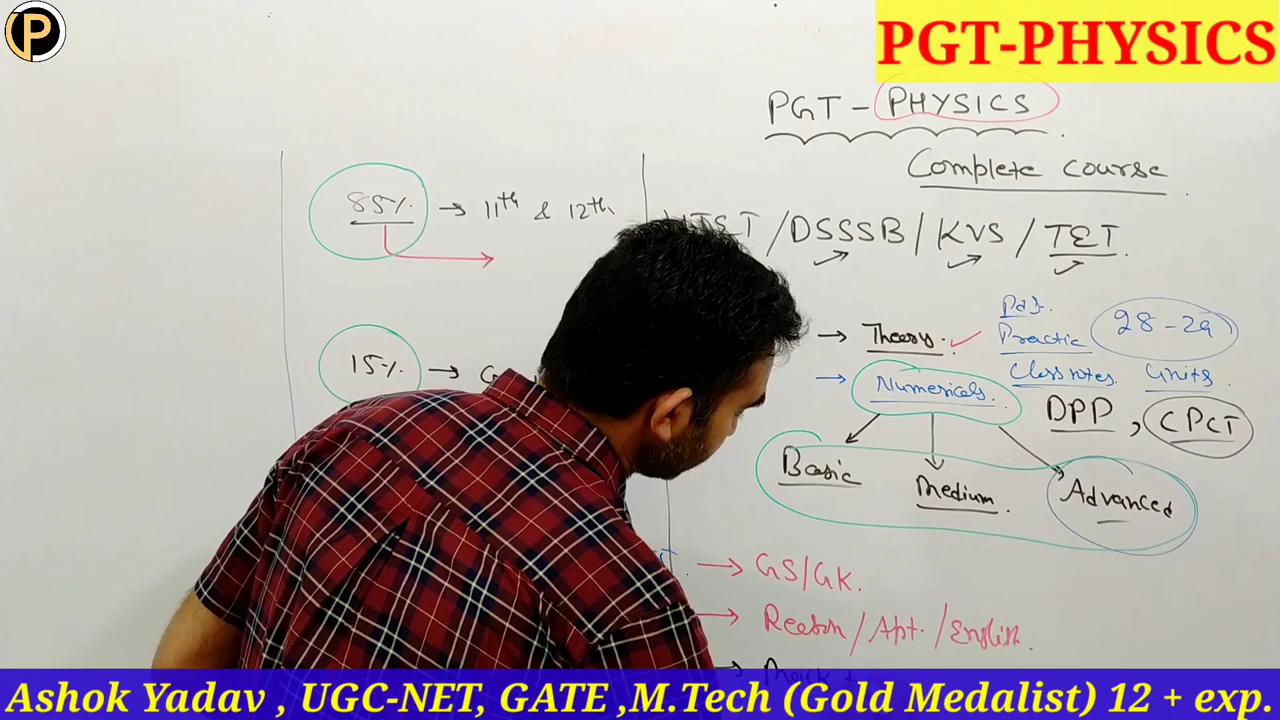 P
PGT-PHYSICS
PGT - PHYSICS
Complete course
85% → 11th & 12th
/ DSSSB / KVS / TET
15% →
→ Theory.
Pdf.
Practic
28-29
→ Numericals.
Class notes.
Units.
DPP, CPCT
Basic
Medium.
Advanced
→ GS/GK.
→ Reason / Apt. / English.
Ashok Yadav , UGC-NET, GATE ,M.Tech (Gold Medalist) 12 + exp.